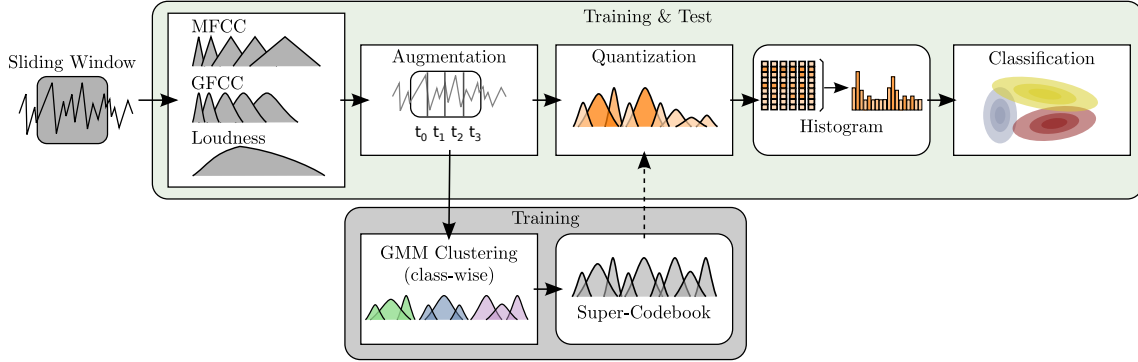 Training & Test
Sliding Window
MFCC
GFCC
Loudness
Augmentation
t0 t1 t2 t3
Quantization
Histogram
Classification
Training
GMM Clustering
(class-wise)
Super-Codebook